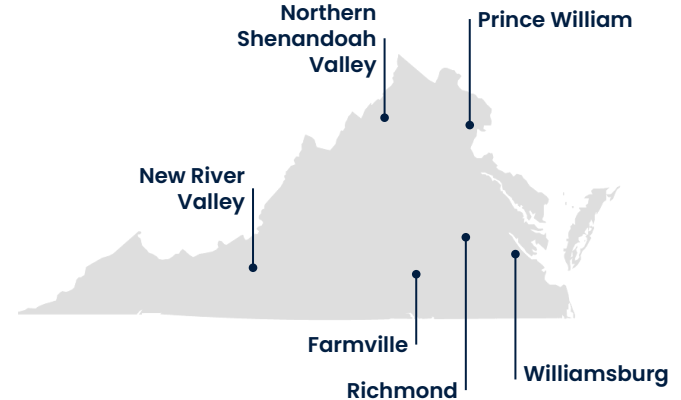 Northern
Shenandoah
Valley
Prince William
New River
Valley
Farmville
Richmond
Williamsburg